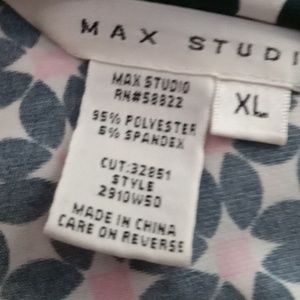 MAX STUDI
XL
MAX STUDIO
RN#58822
95% POLYESTER
5% SPANDEX
CUT:32851
STYLE
2910W50
MADE IN CHINA
CARE ON REVERSE